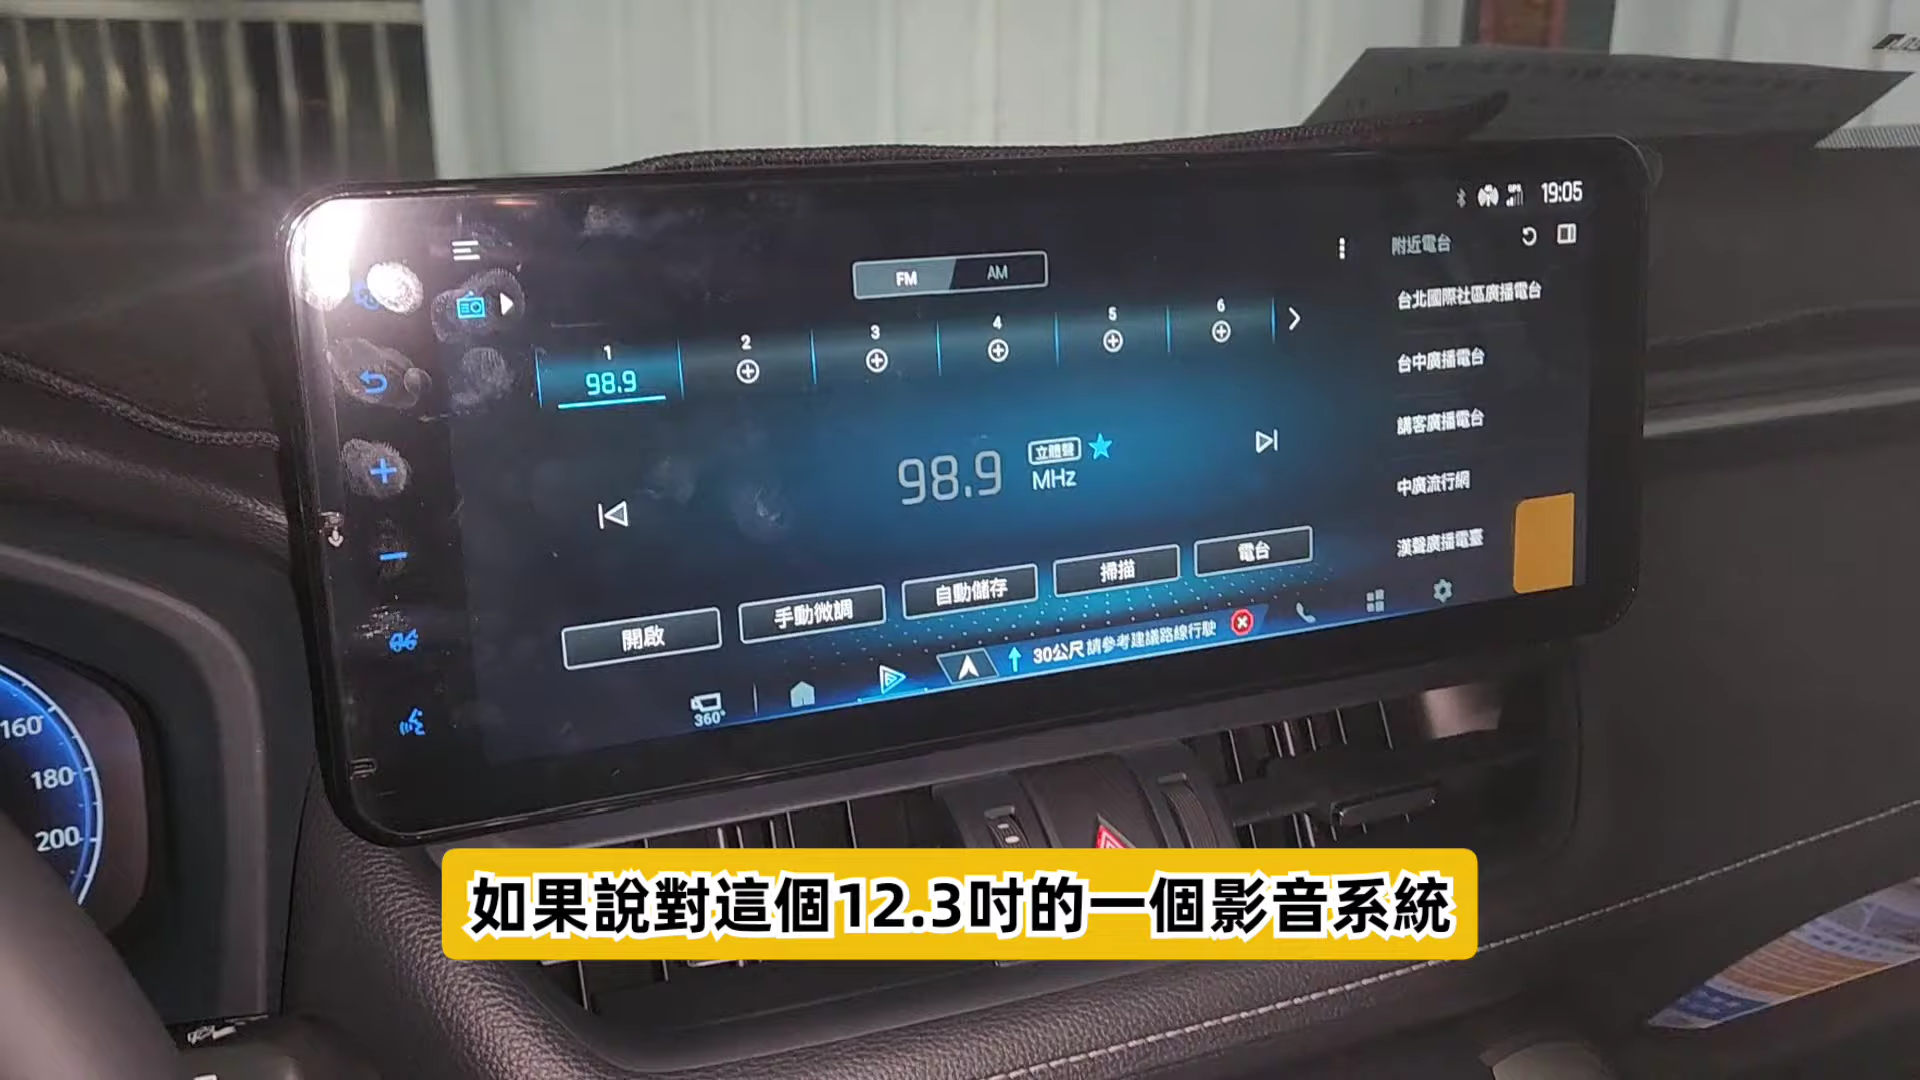 19:05
FM
AM
附近電台
台北國際社區廣播電台
台中廣播電台
講客廣播電台
中廣流行網
漢聲廣播電臺
1
2
3
4
5
6
98.9
98.9
立體聲
MHz
開啟
手動微調
自動儲存
掃描
電台
360°
30公尺 請參考建議路線行駛
160
180
200
如果說對這個12.3吋的一個影音系統